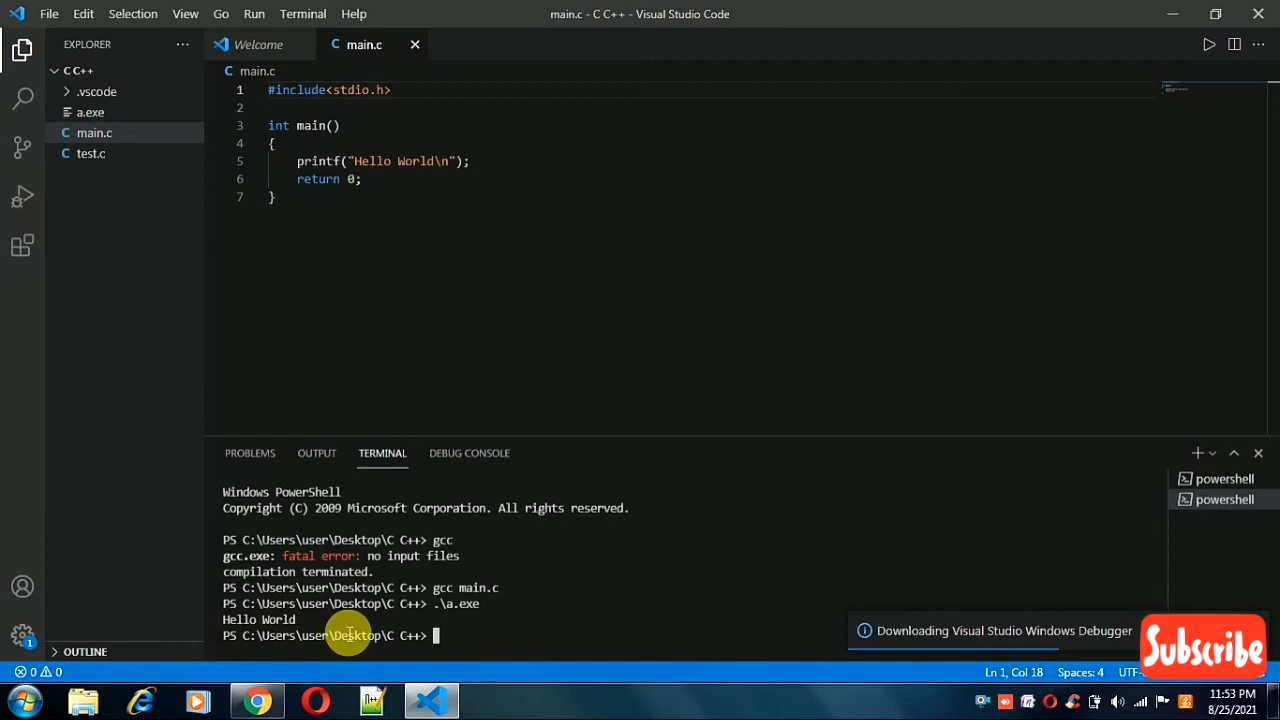 File Edit Selection View Go Run Terminal Help
main.c - C C++ - Visual Studio Code
EXPLORER
Welcome
C main.c
C C++
.vscode
a.exe
C main.c
C test.c
C main.c
1 #include<stdio.h>
2
3 int main()
4 {
5 printf("Hello World\n");
6 return 0;
7 }
PROBLEMS OUTPUT TERMINAL DEBUG CONSOLE
powershell
powershell
Windows PowerShell
Copyright (C) 2009 Microsoft Corporation. All rights reserved.
PS C:\Users\user\Desktop\C C++> gcc
gcc.exe: fatal error: no input files
compilation terminated.
PS C:\Users\user\Desktop\C C++> gcc main.c
PS C:\Users\user\Desktop\C C++> .\a.exe
Hello World
PS C:\Users\user\Desktop\C C++>
Downloading Visual Studio Windows Debugger
Subscribe
1
OUTLINE
0 0
Ln 1, Col 18 Spaces: 4 UTF-
11:53 PM
8/25/2021